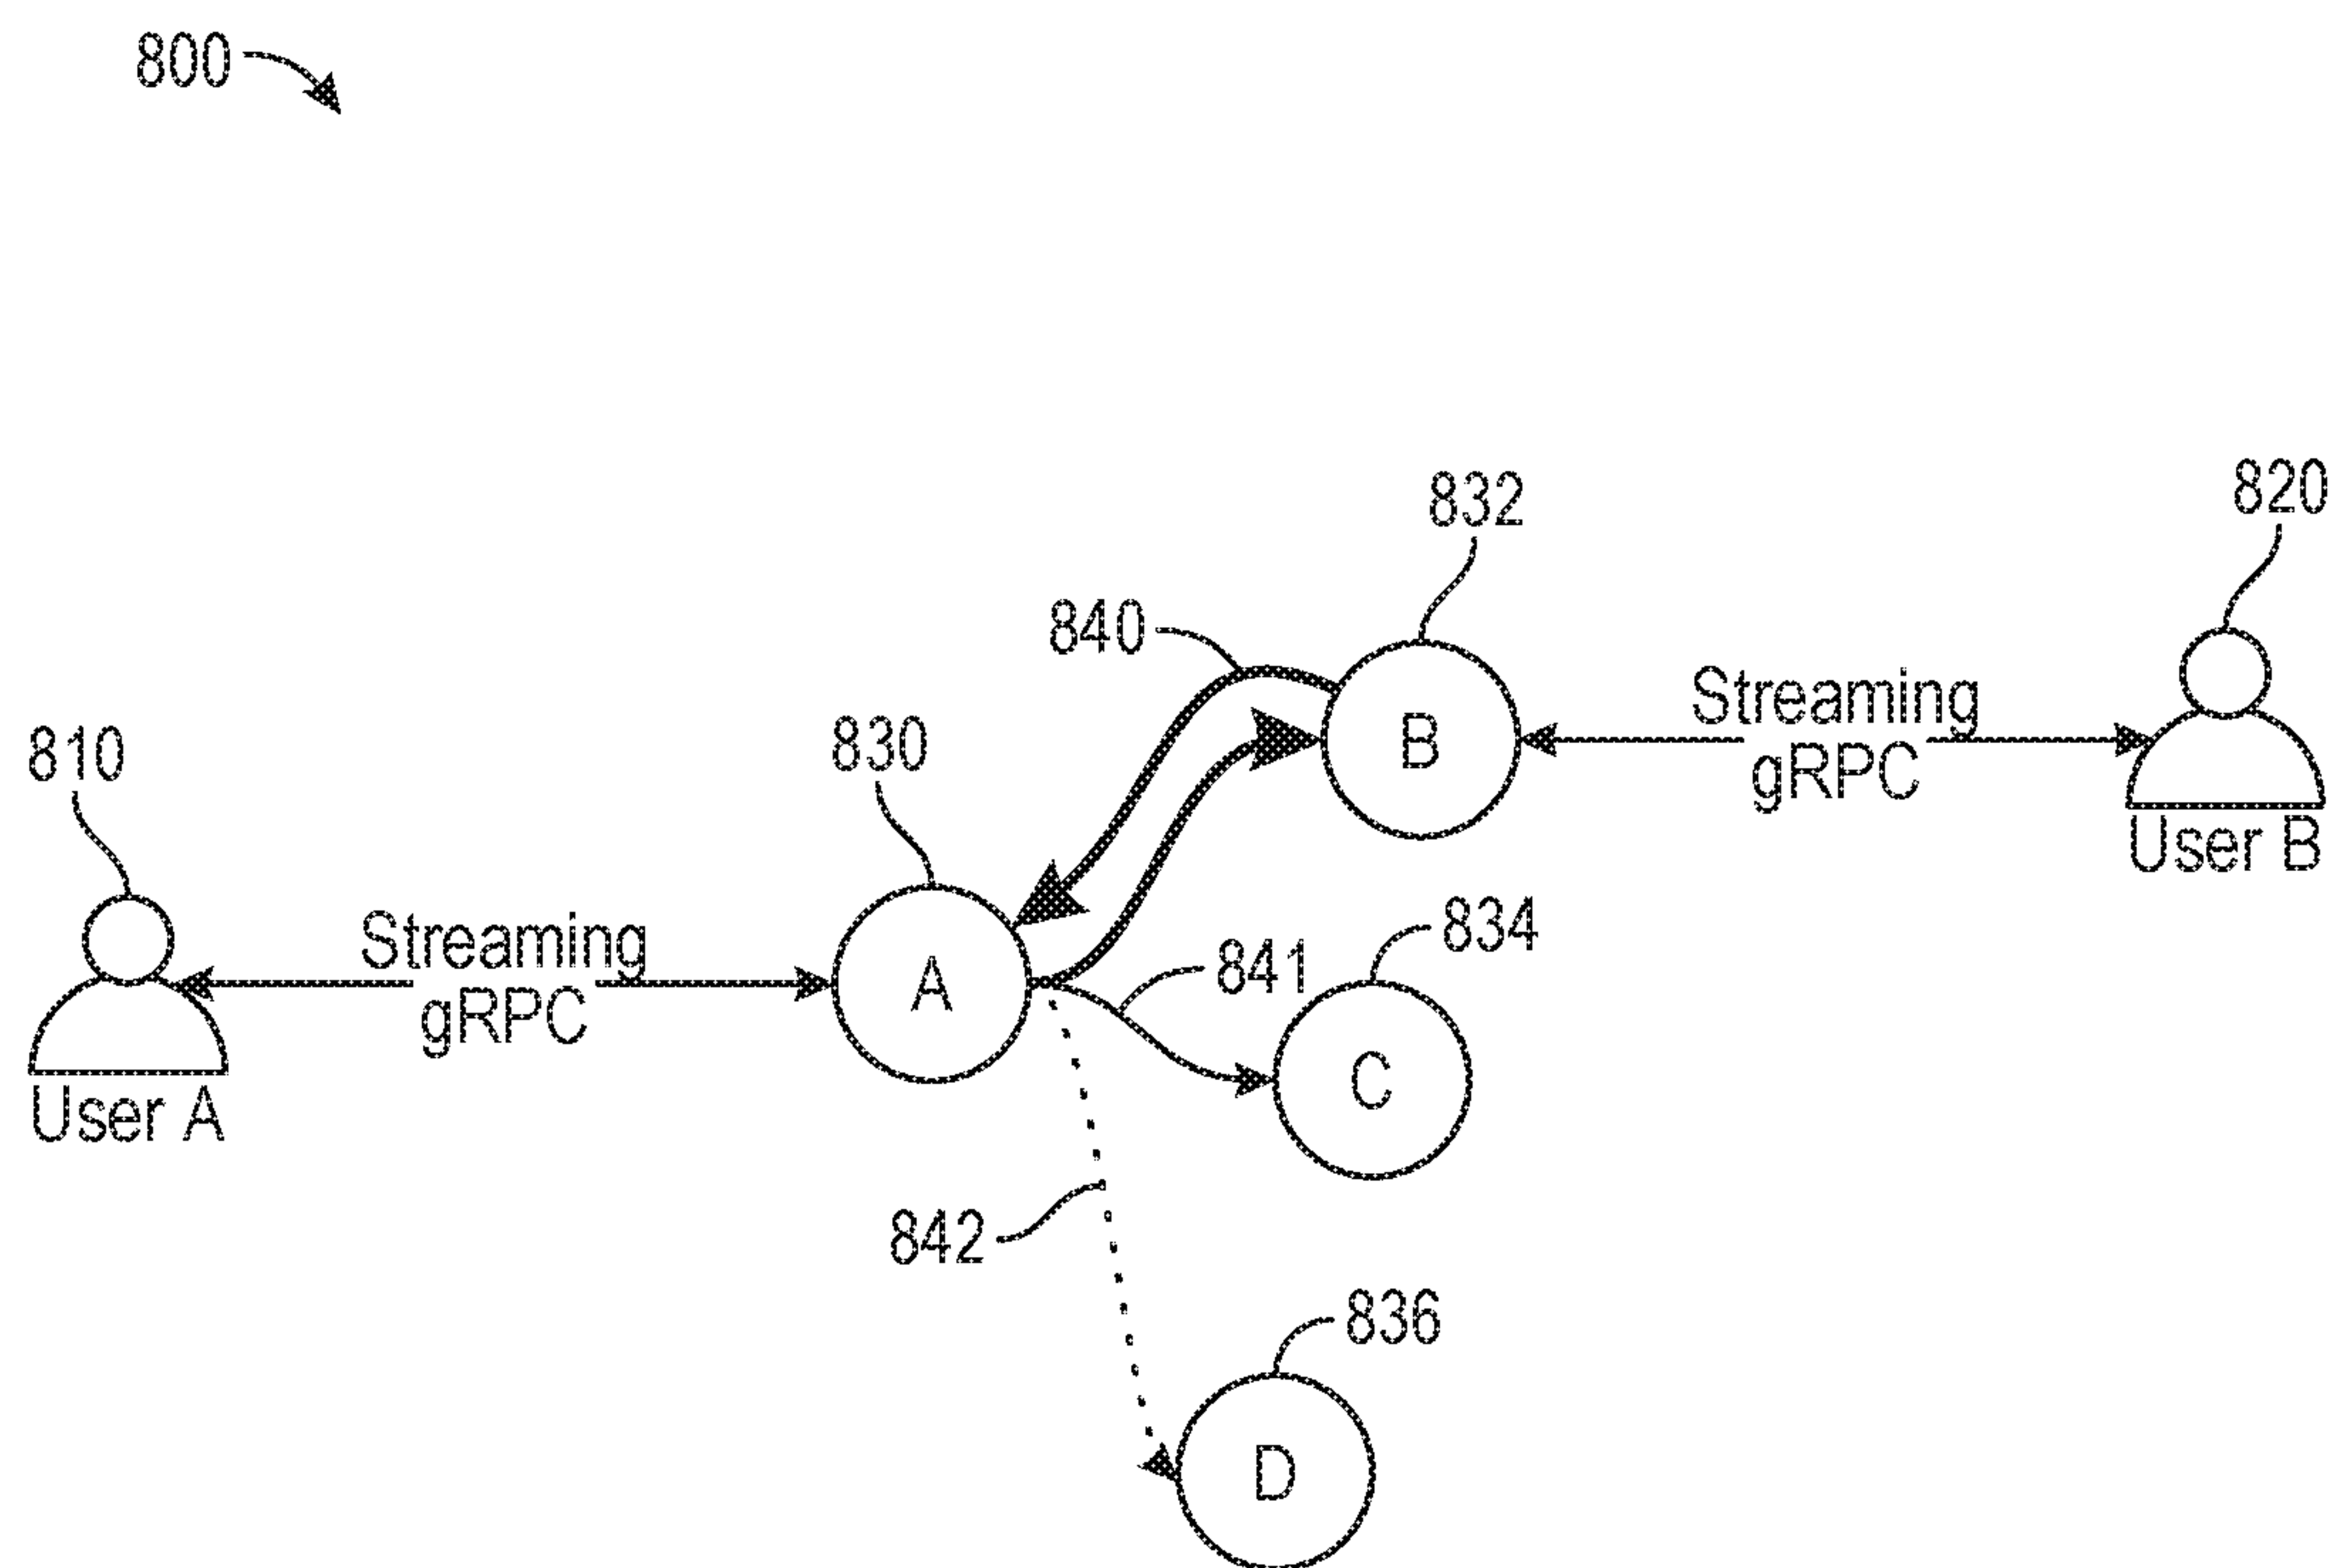 800
820
832
840
Streaming
gRPC
B
User B
810
830
834
841
Streaming
gRPC
A
C
User A
842
836
D